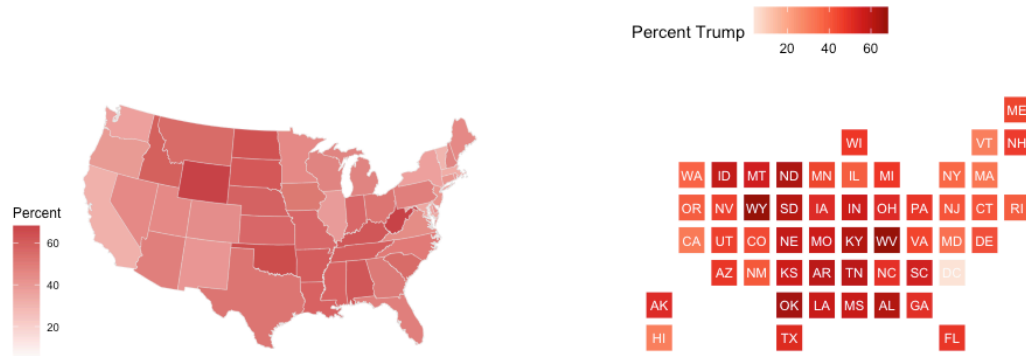 Percent
60
40
20
Percent Trump
20 40 60
ME
WI VT NH
WA ID MT ND MN IL MI NY MA
OR NV WY SD IA IN OH PA NJ CT RI
CA UT CO NE MO KY WV VA MD DE
AZ NM KS AR TN NC SC DC
AK OK LA MS AL GA
HI TX FL